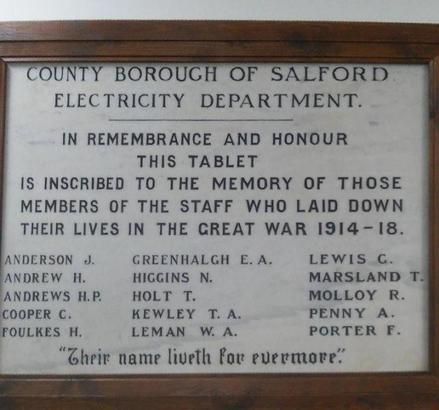 COUNTY BOROUGH OF SALFORD
ELECTRICITY DEPARTMENT.
IN REMEMBRANCE AND HONOUR
THIS TABLET
IS INSCRIBED TO THE MEMORY OF THOSE
MEMBERS OF THE STAFF WHO LAID DOWN
THEIR LIVES IN THE GREAT WAR 1914-18.
ANDERSON J. GREENHALGH E. A. LEWIS G.
ANDREW H. HIGGINS N. MARSLAND T.
ANDREWS H.P. HOLT T. MOLLOY R.
COOPER C. KEWLEY T. A. PENNY A.
FOULKES H. LEMAN W. A. PORTER F.
"Their name liveth for evermore".